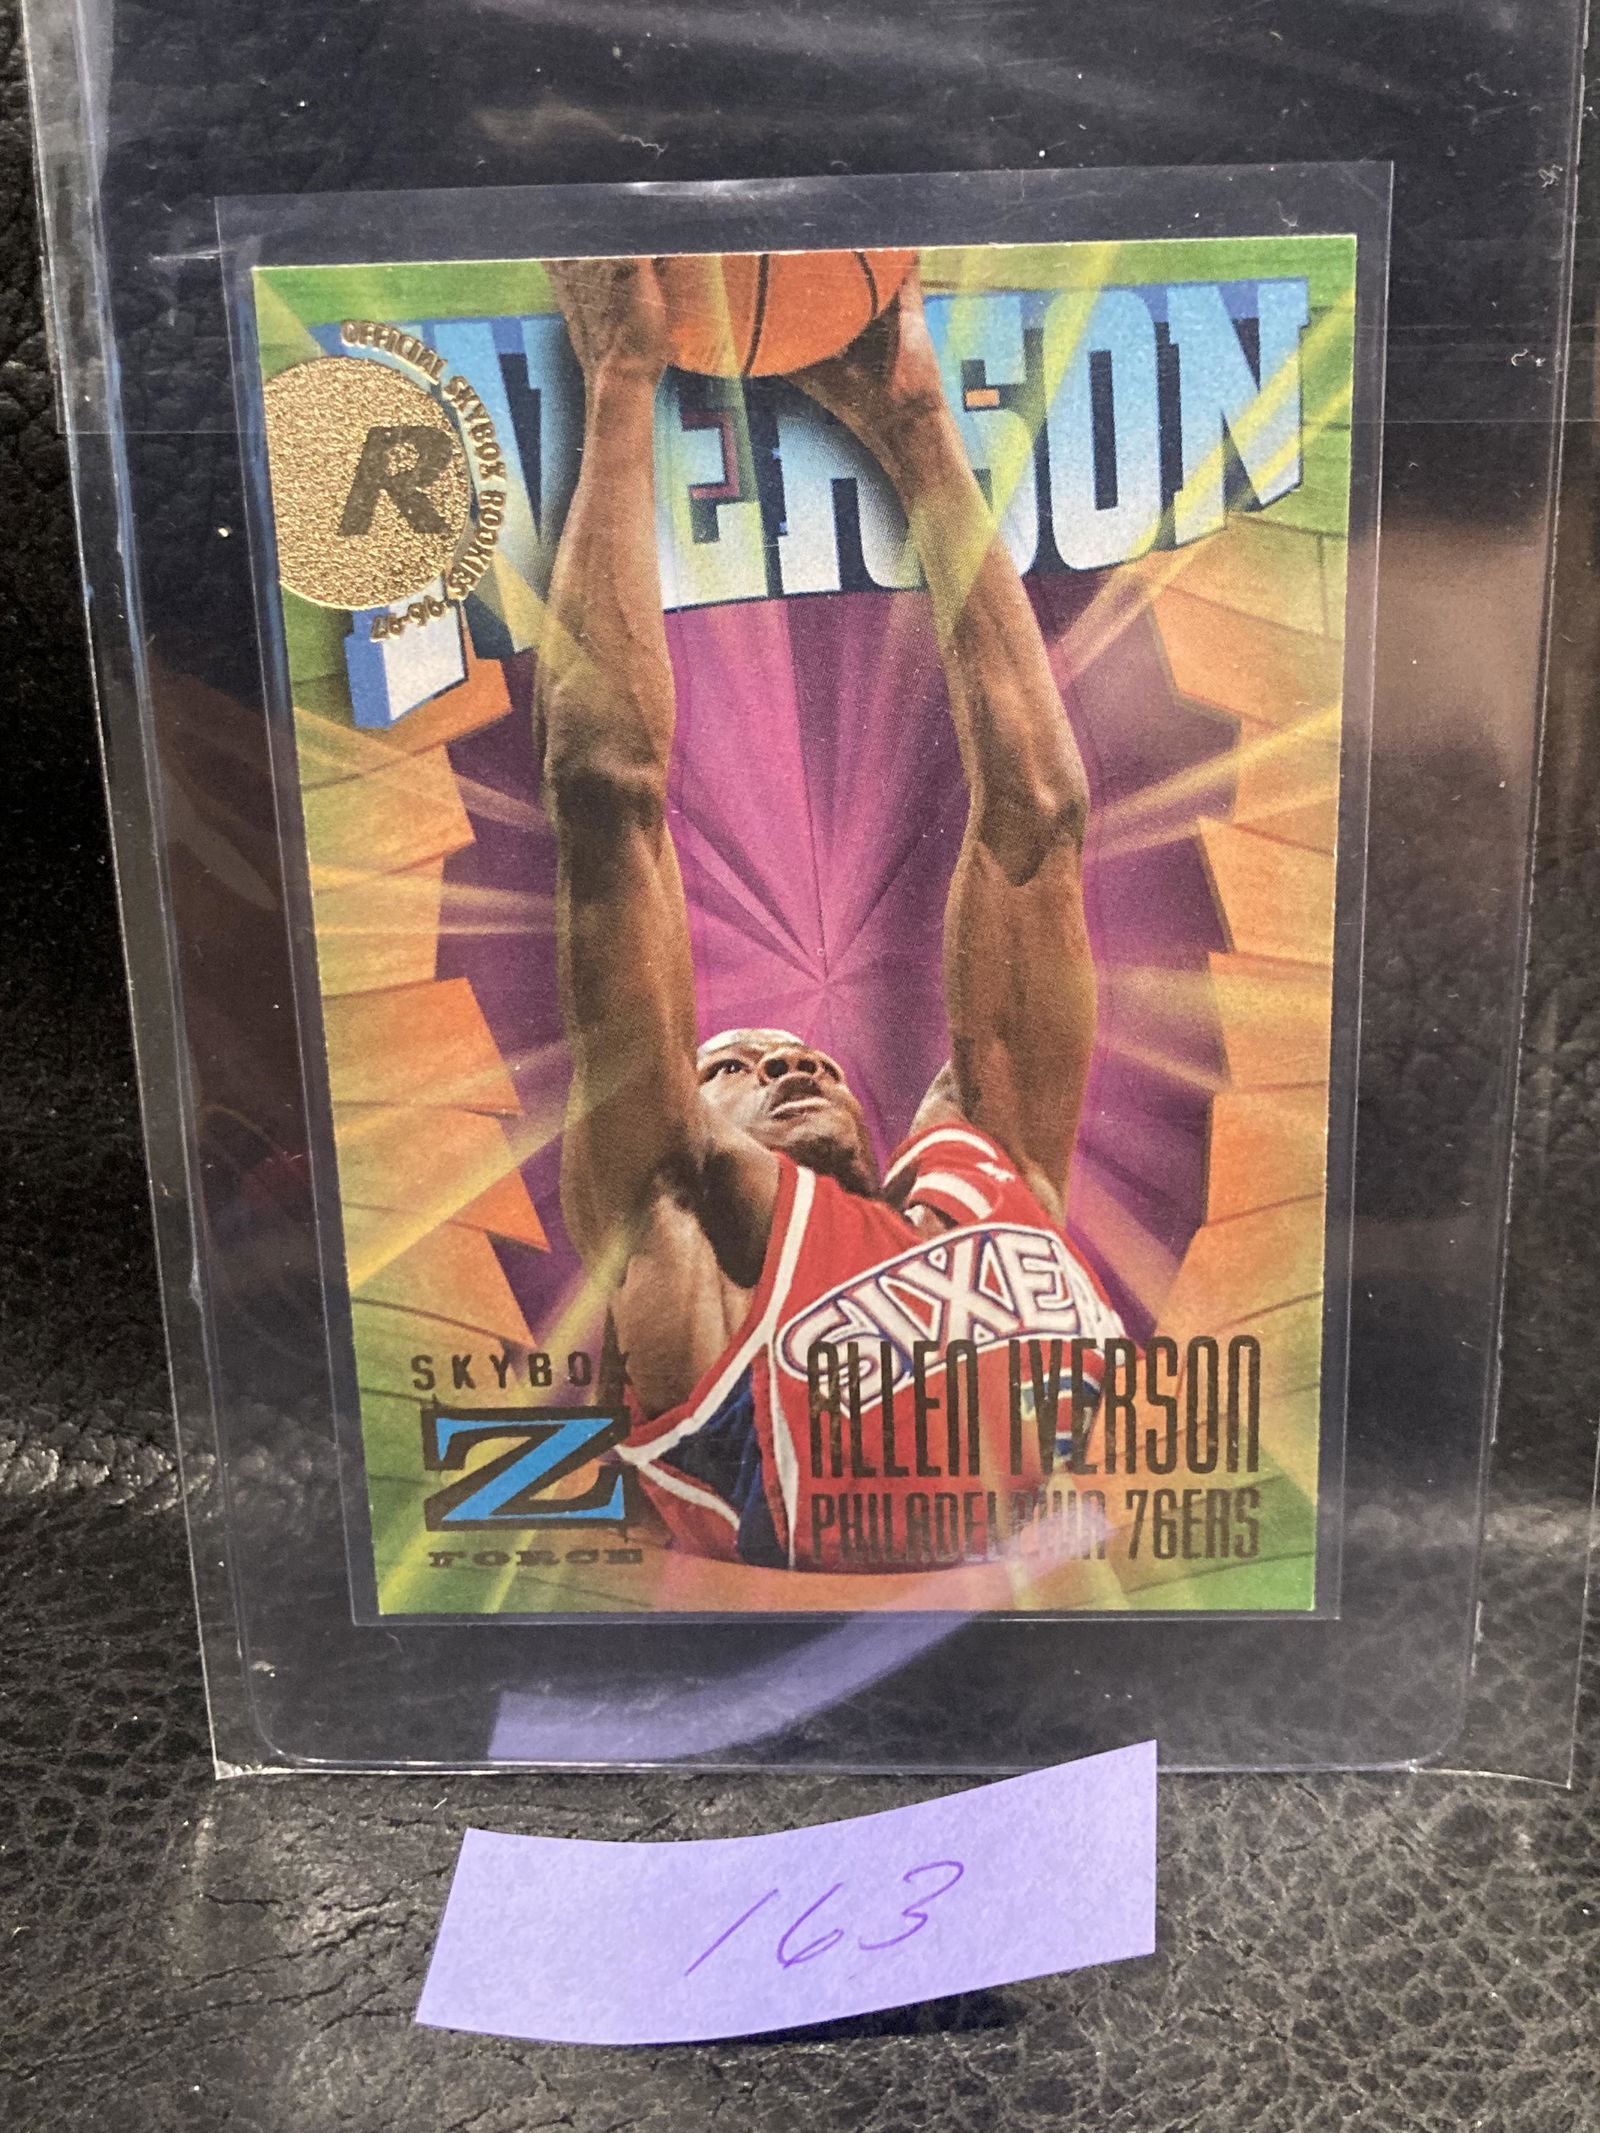 IVERSON
OFFICIAL SKYBOX ROOKIES '96-97
R
SIXERS
SKYBOX
Z
FORCE
ALLEN IVERSON
PHILADELPHIA 76ERS
163